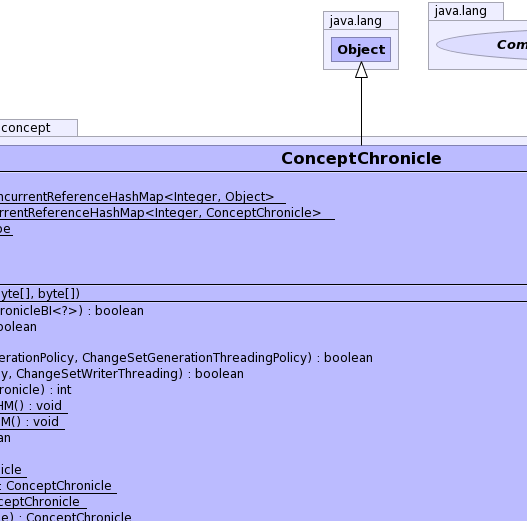 java.lang
java.lang
Object
Com
concept
ConceptChronicle
ncurrentReferenceHashMap<Integer, Object>
rrentReferenceHashMap<Integer, ConceptChronicle>
pe
yte[], byte[])
ronicleBI<?>) : boolean
oolean
erationPolicy, ChangeSetGenerationThreadingPolicy) : boolean
y, ChangeSetWriterThreading) : boolean
ronicle) : int
HM() : void
M() : void
an
icle
: ConceptChronicle
ceptChronicle
e) : ConceptChronicle